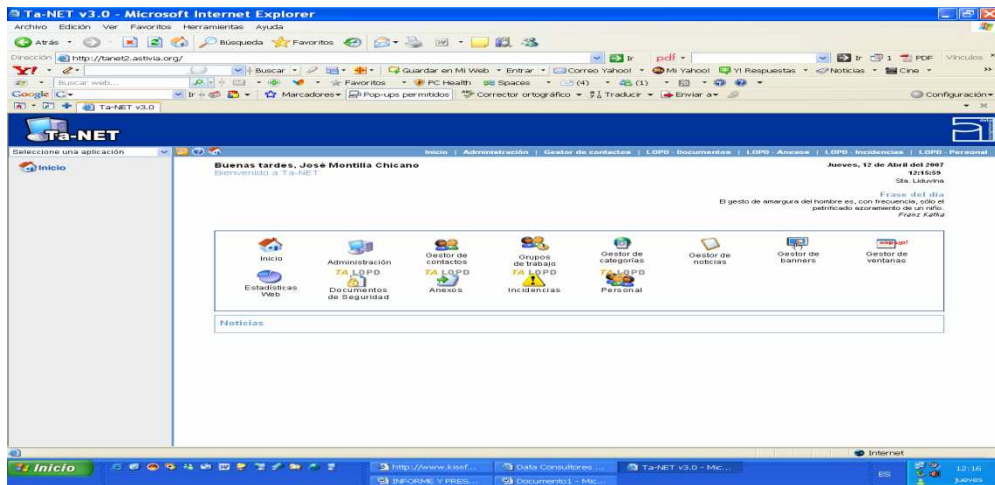 Ta-NET v3.0 - Microsoft Internet Explorer
Archivo Edición Ver Favoritos Herramientas Ayuda
Atrás Búsqueda Favoritos
Dirección http://tanet2.astivia.org/ Ir pdf Ir 1 PDF Vínculos
Y! Buscar Guardar en Mi Web Entrar Correo Yahoo! Mi Yahoo! Y! Respuestas Noticias Cine
Buscar web... Favoritos PC Health Spaces (4) (1)
Google Ir Marcadores Pop-ups permitidos Corrector ortográfico Traducir Enviar a Configuración
Ta-NET v3.0
Ta-NET
Seleccione una aplicación Inicio | Administración | Gestor de contactos | LOPD - Documentos | LOPD - Anexos | LOPD - Incidencias | LOPD - Personal
Inicio
Buenas tardes, José Montilla Chicano
Bienvenido a Ta-NET
Jueves, 12 de Abril del 2007
12:15:59
Sta. Liduvina
Frase del día
El gesto de amargura del hombre es, con frecuencia, sólo el
petrificado azoramiento de un niño.
Franz Kafka
Inicio
Administración
Gestor de
contactos
Grupos
de trabajo
Gestor de
categorías
Gestor de
noticias
Gestor de
banners
Gestor de
ventanas
Estadísticas
Web
TA LOPD
Documentos
de Seguridad
TA LOPD
Anexos
TA LOPD
Incidencias
TA LOPD
Personal
Noticias
Internet
Inicio http://www.kissf... Data Consultores ... Ta-NET v3.0 - Mic... ES 12:16
INFORME Y PRES... Documento1 - Mic... jueves